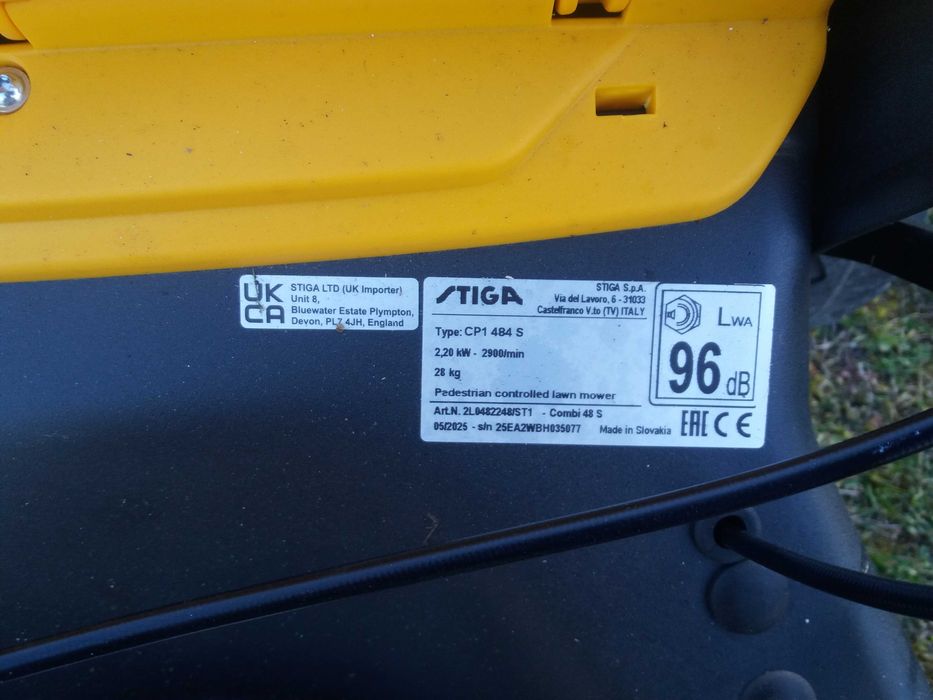 UK
CA
STIGA LTD (UK Importer)
Unit 8,
Bluewater Estate Plympton,
Devon, PL7 4JH, England
STIGA
STIGA S.p.A.
Via del Lavoro, 6 - 31033
Castelfranco V.to (TV) ITALY
Type: CP1 484 S
2,20 kW - 2900/min
28 kg
Pedestrian controlled lawn mower
Art.N. 2L0482248/ST1 - Combi 48 S
05/2025 - s/n 25EA2WBH035077 Made in Slovakia
LWA
96 dB
EAC CE